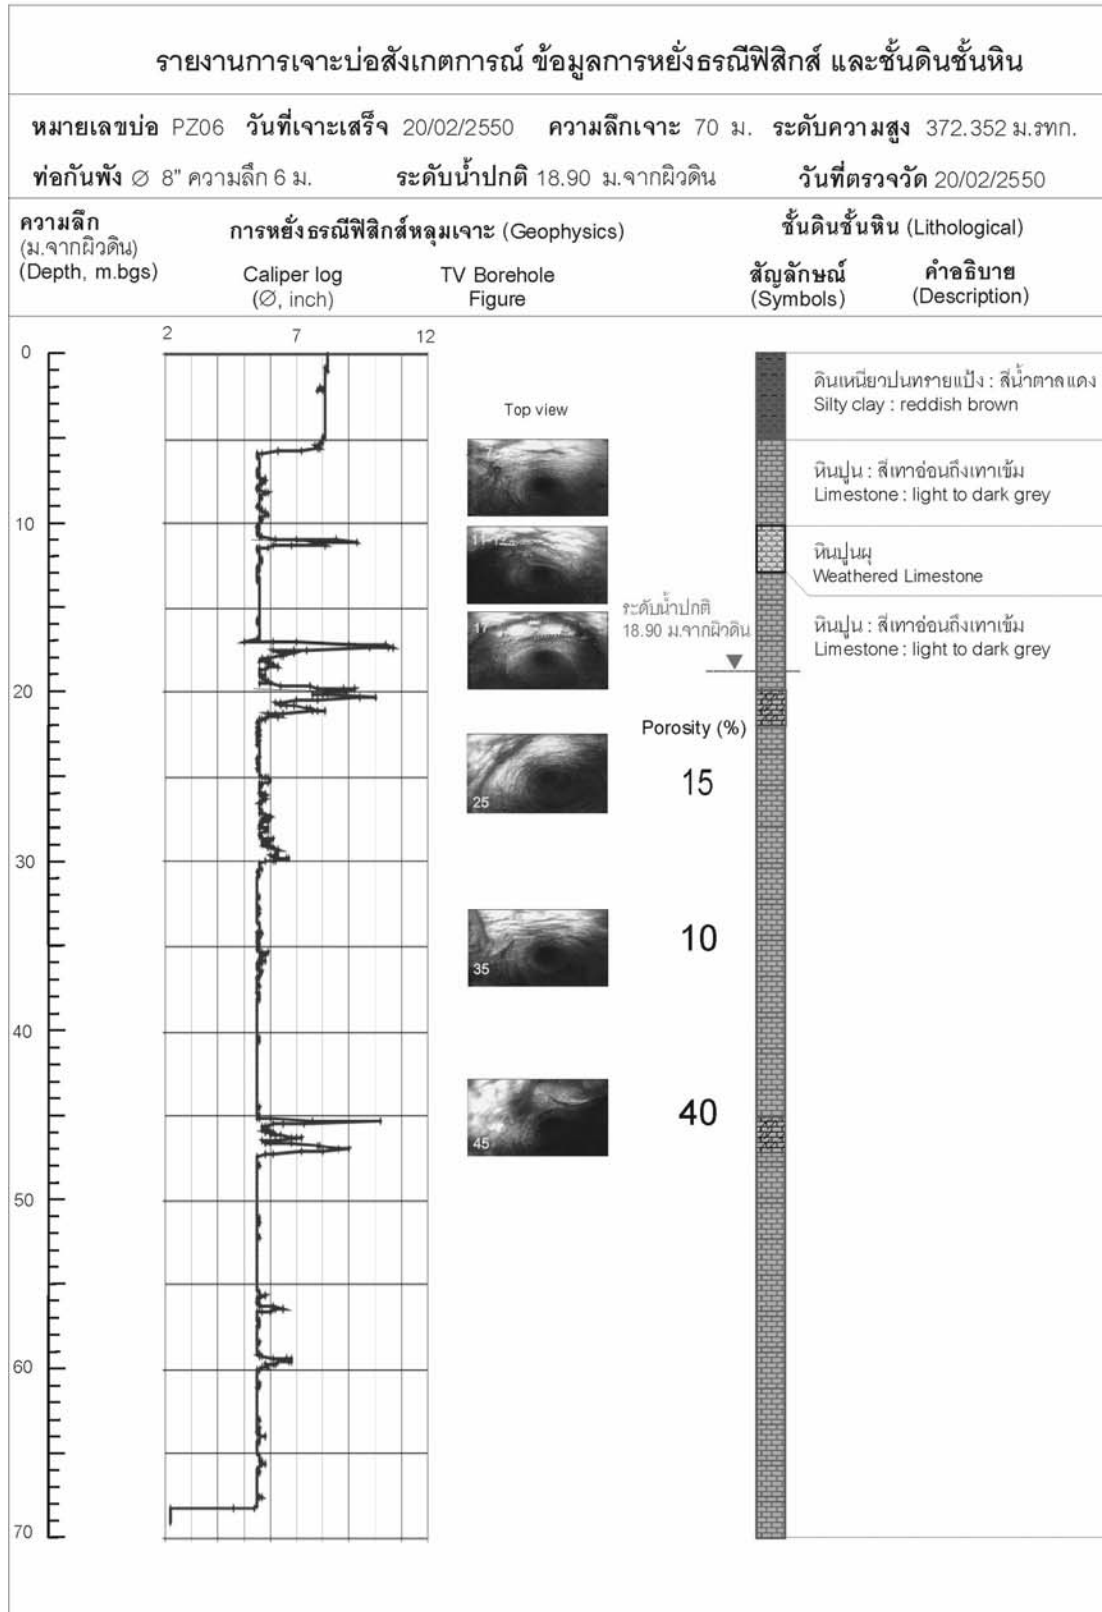 รายงานการเจาะบ่อสังเกตการณ์ ข้อมูลการหยั่งธรณีฟิสิกส์ และชั้นดินชั้นหิน
หมายเลขบ่อ PZ06 วันที่เจาะเสร็จ 20/02/2550 ความลึกเจาะ 70 ม. ระดับความสูง 372.352 ม.รทก.
ท่อกันพัง Ø 8" ความลึก 6 ม. ระดับน้ำปกติ 18.90 ม.จากผิวดิน วันที่ตรวจวัด 20/02/2550
ความลึก
(ม.จากผิวดิน)
(Depth, m.bgs)
การหยั่งธรณีฟิสิกส์หลุมเจาะ (Geophysics)
Caliper log
(Ø, inch)
TV Borehole
Figure
ชั้นดินชั้นหิน (Lithological)
สัญลักษณ์
(Symbols)
คำอธิบาย
(Description)
2 7 12
0
10
20
30
40
50
60
70
Top view
11-12
17
25
35
45
ระดับน้ำปกติ
18.90 ม.จากผิวดิน
Porosity (%)
15
10
40
ดินเหนียวปนทรายแป้ง : สีน้ำตาลแดง
Silty clay : reddish brown
หินปูน : สีเทาอ่อนถึงเทาเข้ม
Limestone : light to dark grey
หินปูนผุ
Weathered Limestone
หินปูน : สีเทาอ่อนถึงเทาเข้ม
Limestone : light to dark grey